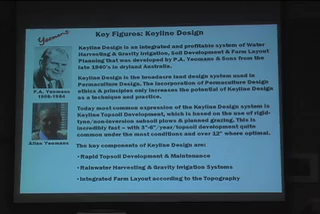 Yeomans
Key Figures: Keyline Design
Keyline Design is an integrated and profitable system of Water
Harvesting & Gravity Irrigation, Soil Development & Farm Layout
Planning that was developed by P.A. Yeomans & Sons from the
late 1940's in dryland Australia.
Keyline Design is the broadacre land design system used in
Permaculture Design. The incorporation of Permaculture Design
ethics & principles only increases the potential of Keyline Design
as a technique and practice.
P.A. Yeomans
1905-1984
Today most common expression of the Keyline Design system is
Keyline Topsoil Development, which is based on the use of rigid-
tyne/non-inversion subsoil plows & planned grazing. This is
incredibly fast – with 3"-6"/year/topsoil development quite
common under the most conditions and over 12" where optimal.
Allan Yeomans
The key components of Keyline Design are:
• Rapid Topsoil Development & Maintenance
• Rainwater Harvesting & Gravity Irrigation Systems
• Integrated Farm Layout according to the Topography